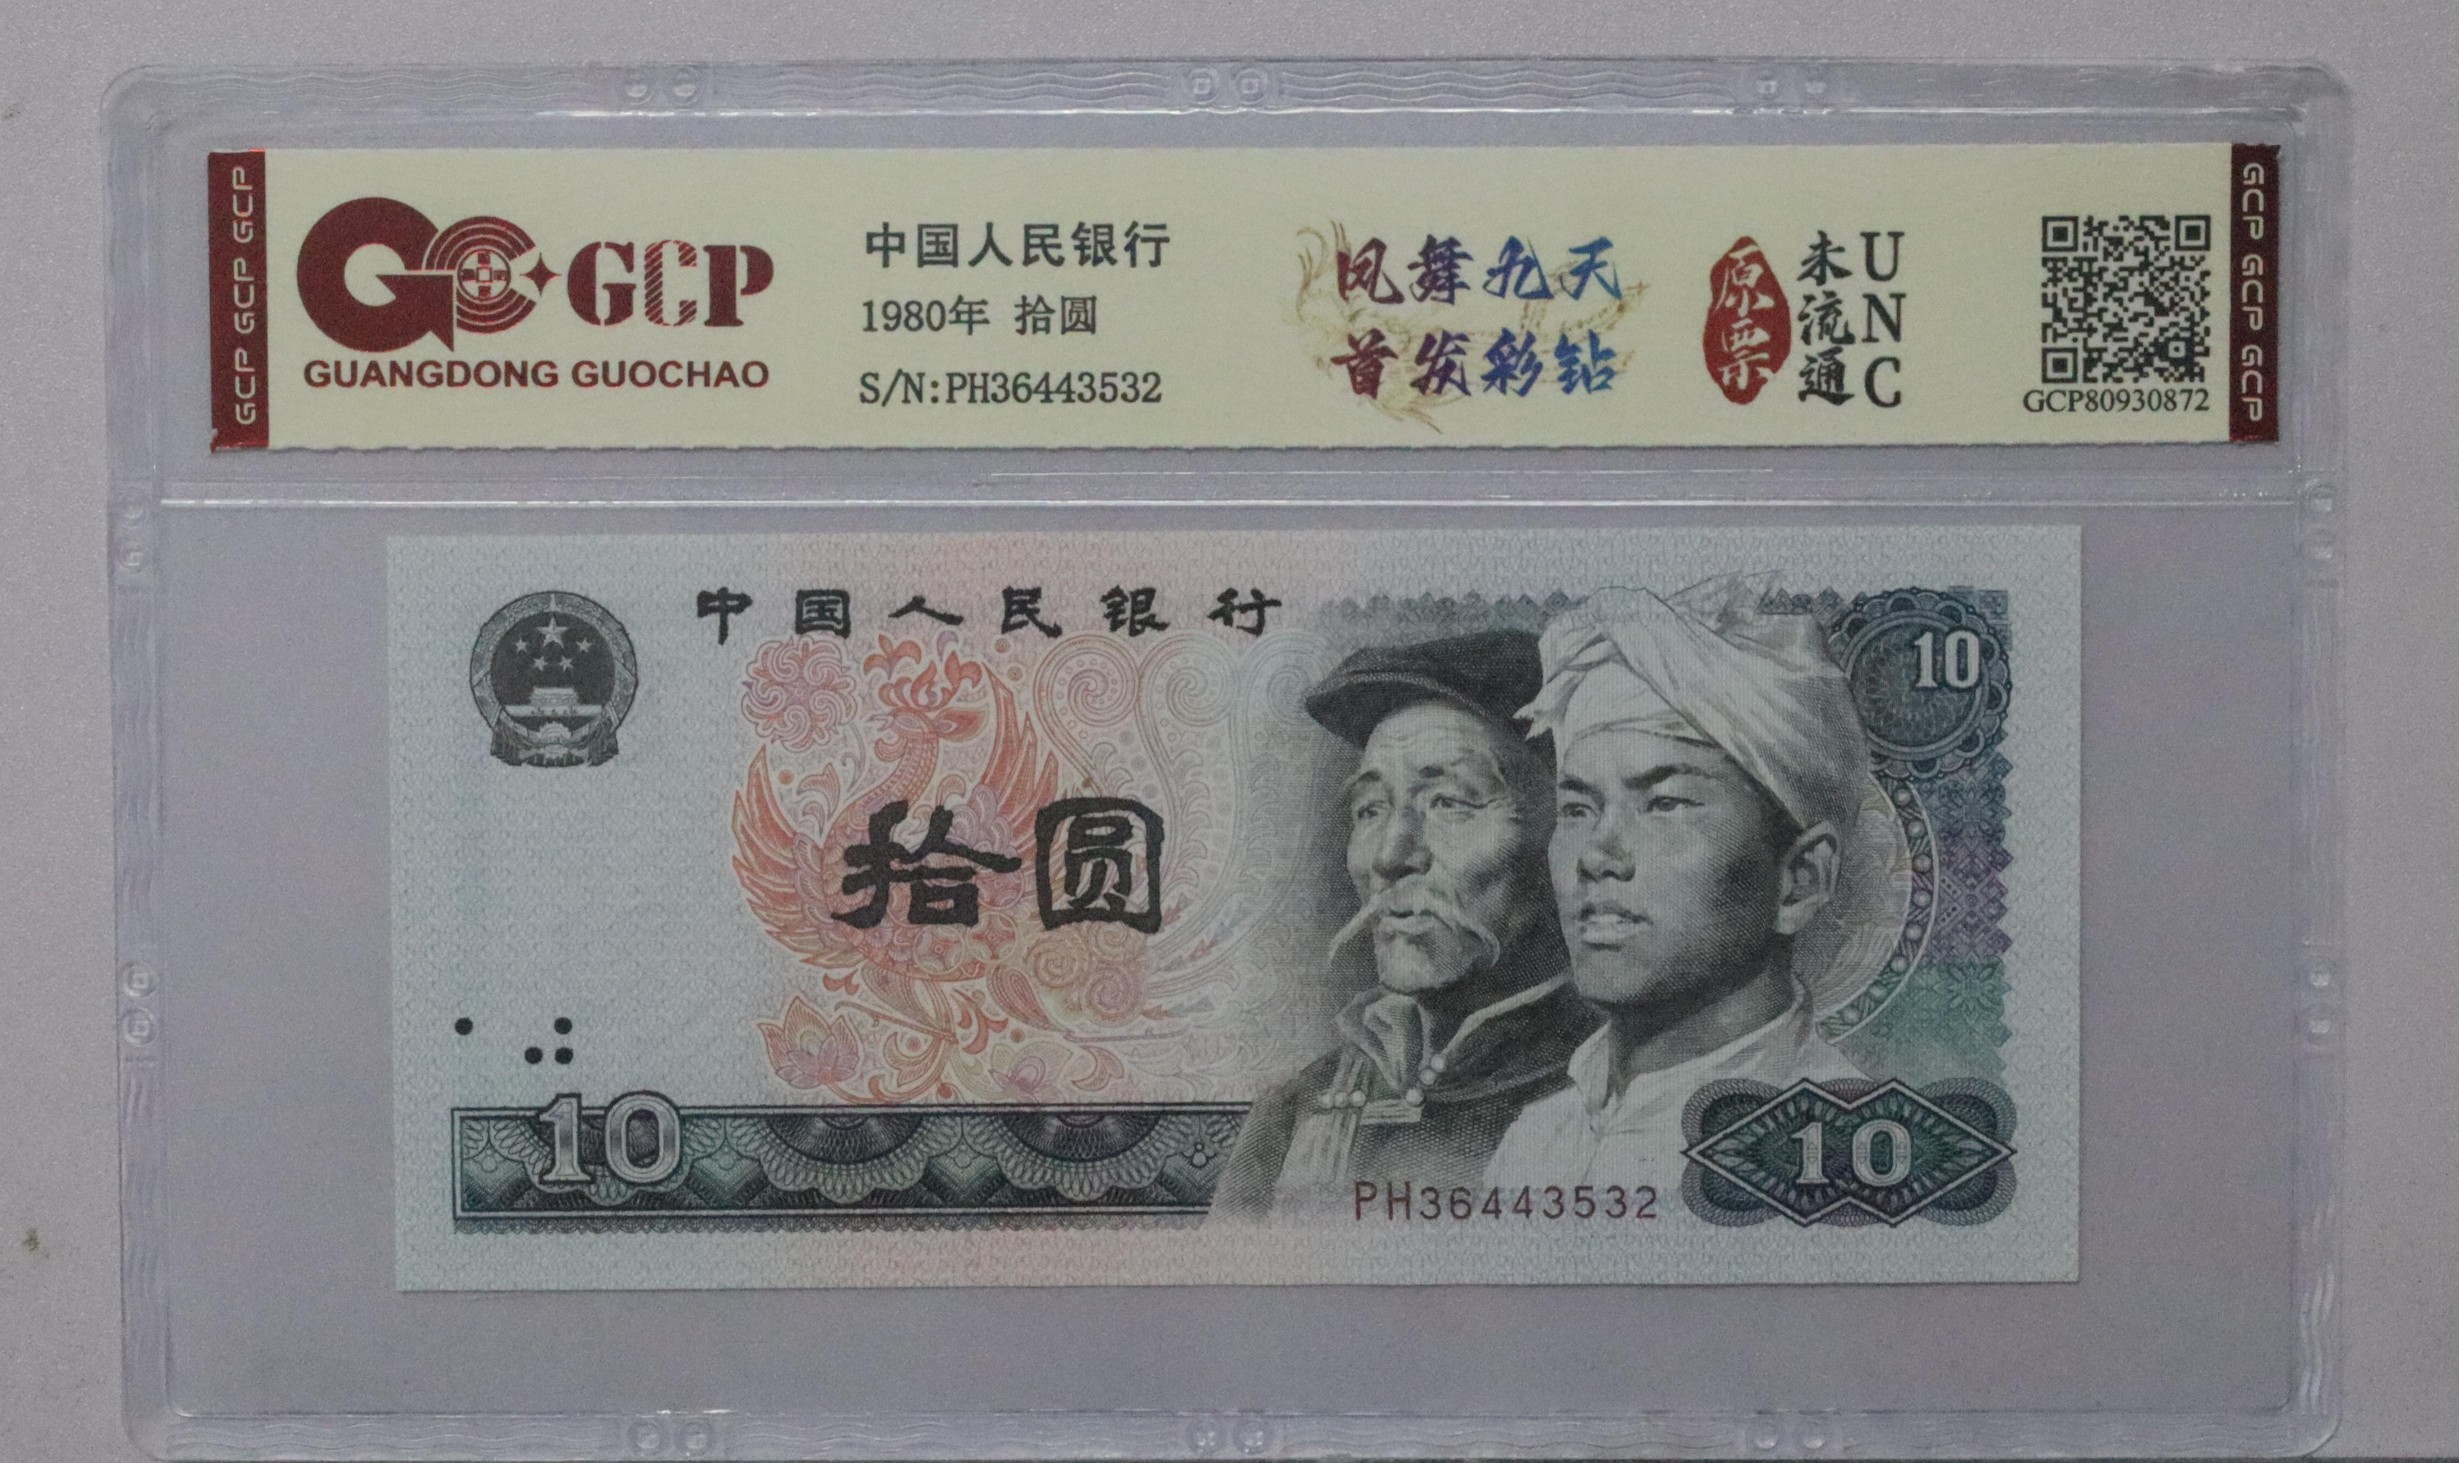 GCP GCP GCP
GCP
GUANGDONG GUOCHAO
中国人民银行
1980年 拾圆
S/N:PH36443532
凤舞九天
首发彩钻
原票
未流通
UNC
GCP80930872
GCP GCP GCP
中国人民银行
10
拾圆
10
PH36443532
10